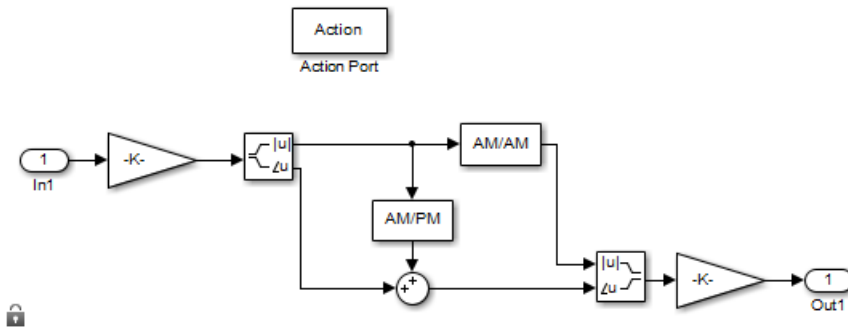 Action
Action Port
1
In1
-K-
|u|
∠u
AM/AM
AM/PM
+
+
|u|
∠u
-K-
1
Out1